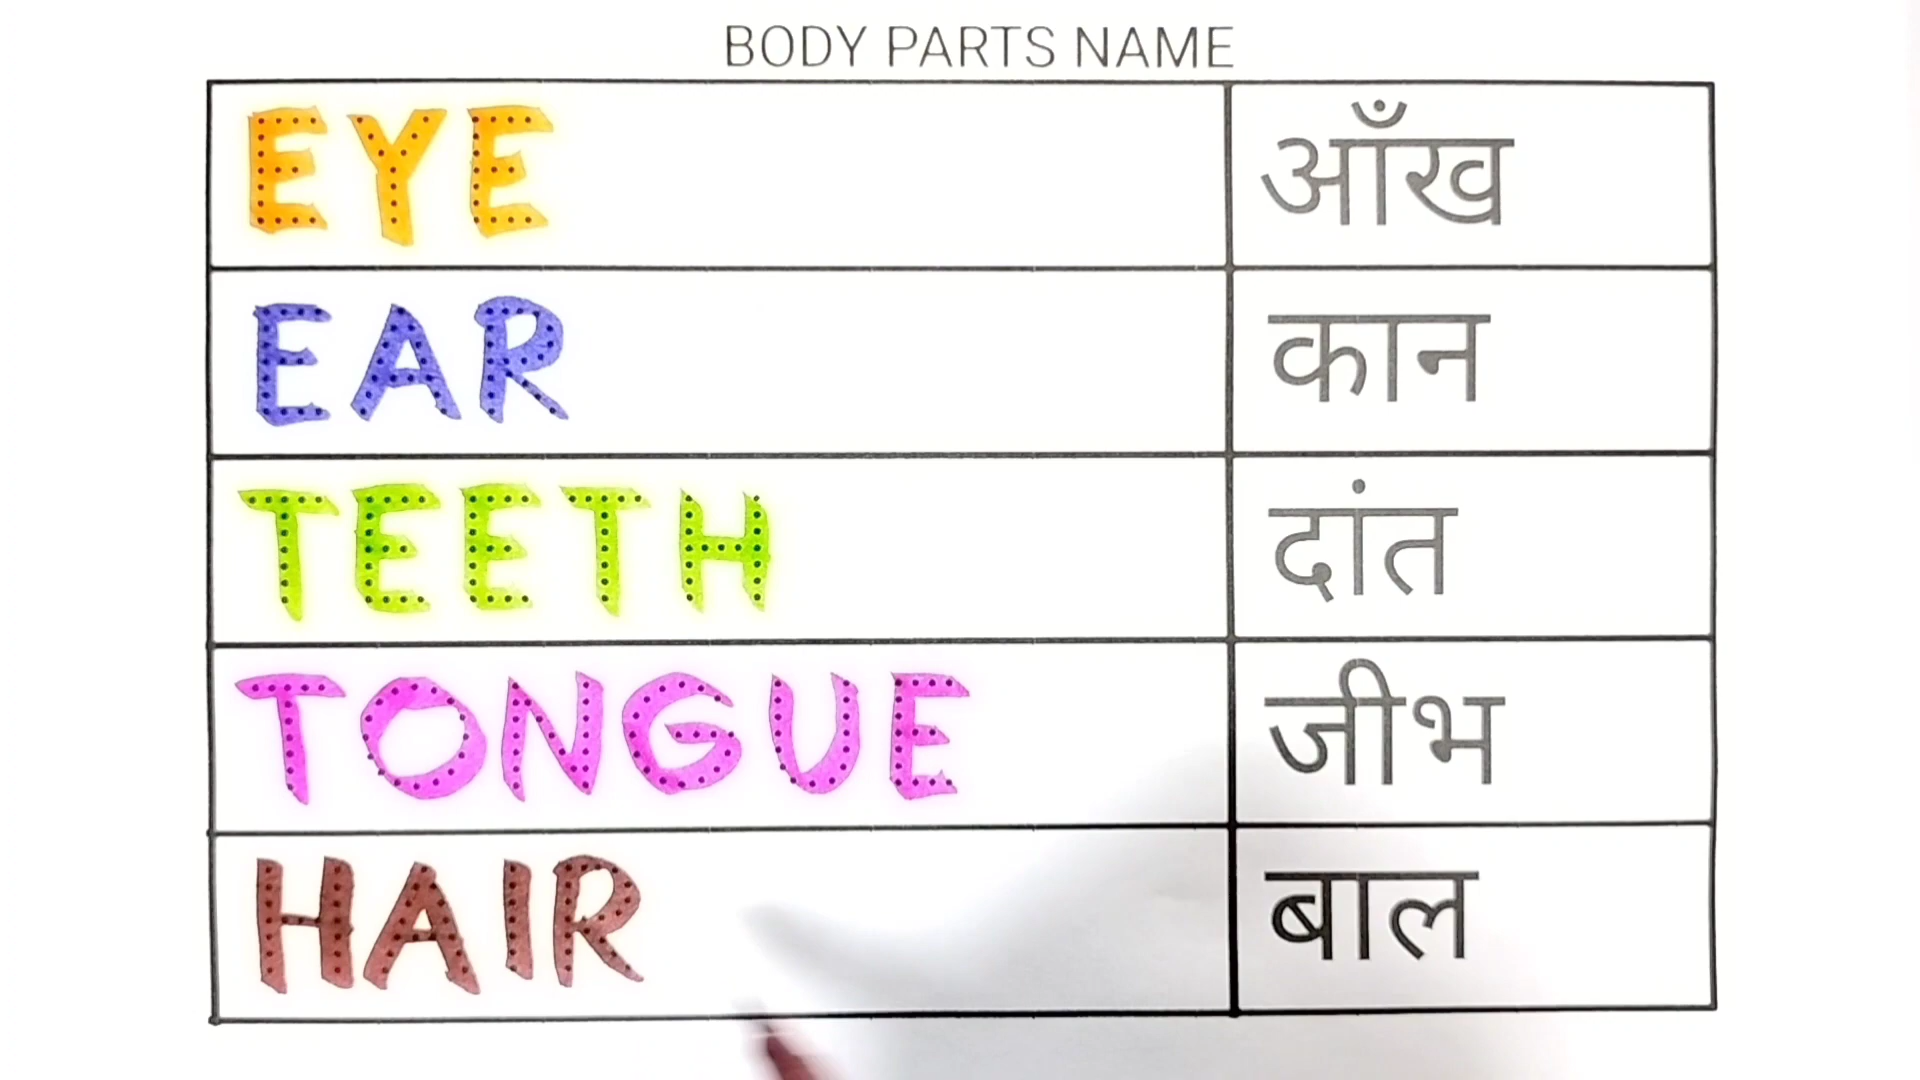 BODY PARTS NAME
EYE आँख
EAR कान
TEETH दांत
TONGUE जीभ
HAIR बाल